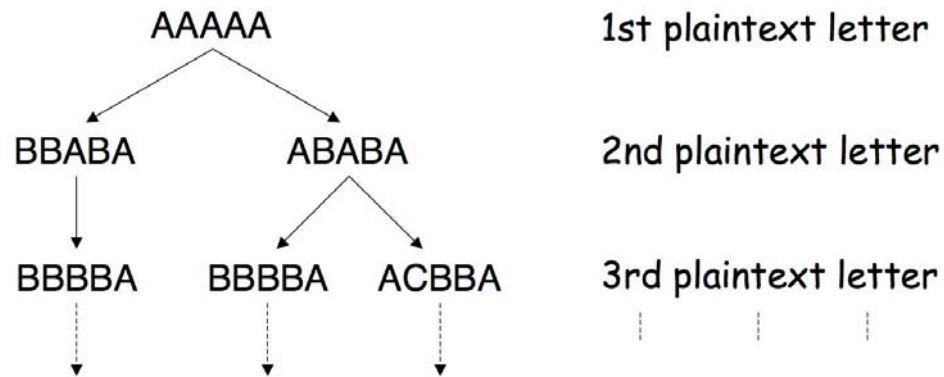 AAAAA 1st plaintext letter
BBABA ABABA 2nd plaintext letter
BBBBA BBBBA ACBBA 3rd plaintext letter